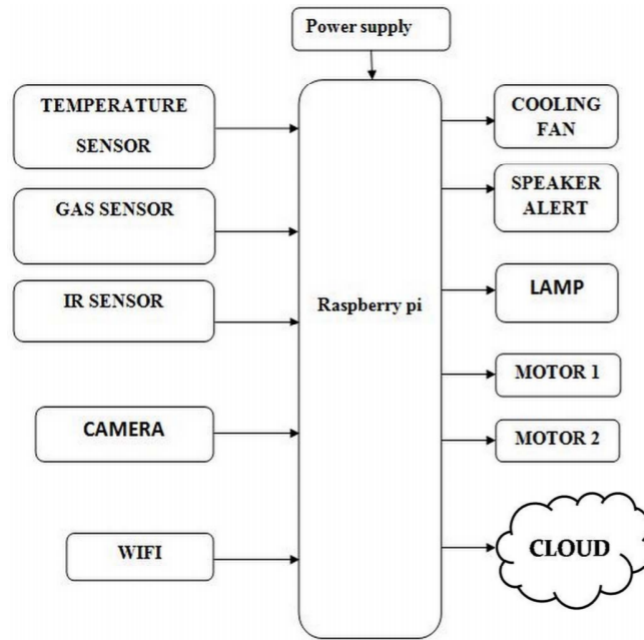 Power supply
TEMPERATURE
SENSOR
GAS SENSOR
IR SENSOR
CAMERA
WIFI
Raspberry pi
COOLING
FAN
SPEAKER
ALERT
LAMP
MOTOR 1
MOTOR 2
CLOUD